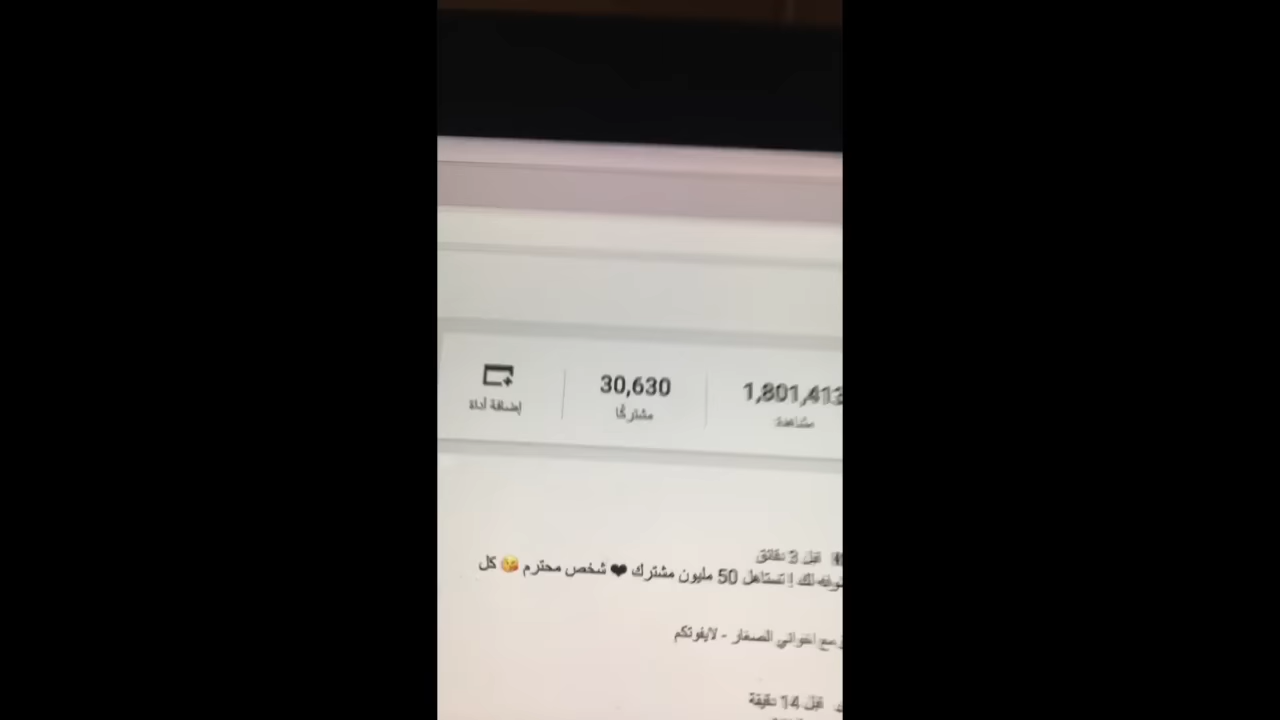 1,801,413
مشاهدة
30,630
مشتركًا
إضافة أداة
قبل 3 دقائق
لك ! تستاهل 50 مليون مشترك ❤ شخص محترم 😘 كل
مع اخواني الصغار - لايفوتكم
قبل 14 دقيقة